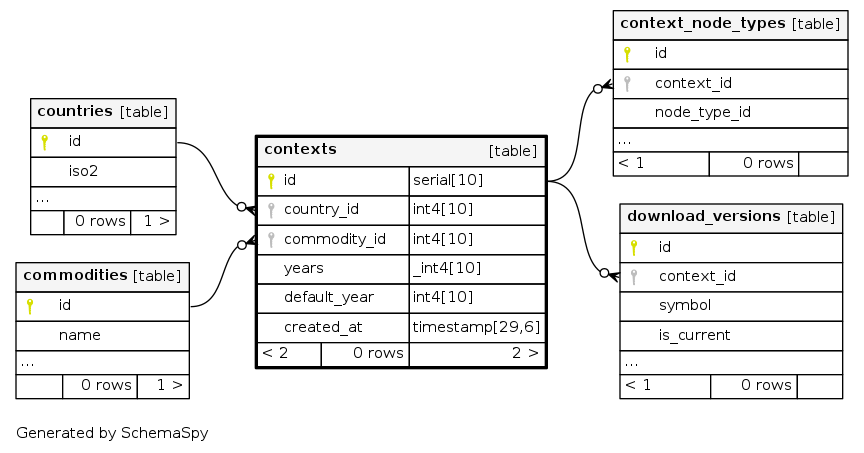 countries [table]
id
iso2
...
0 rows 1 >
commodities [table]
id
name
...
0 rows 1 >
contexts [table]
id serial[10]
country_id int4[10]
commodity_id int4[10]
years _int4[10]
default_year int4[10]
created_at timestamp[29,6]
< 2 0 rows 2 >
context_node_types [table]
id
context_id
node_type_id
...
< 1 0 rows
download_versions [table]
id
context_id
symbol
is_current
...
< 1 0 rows
Generated by SchemaSpy